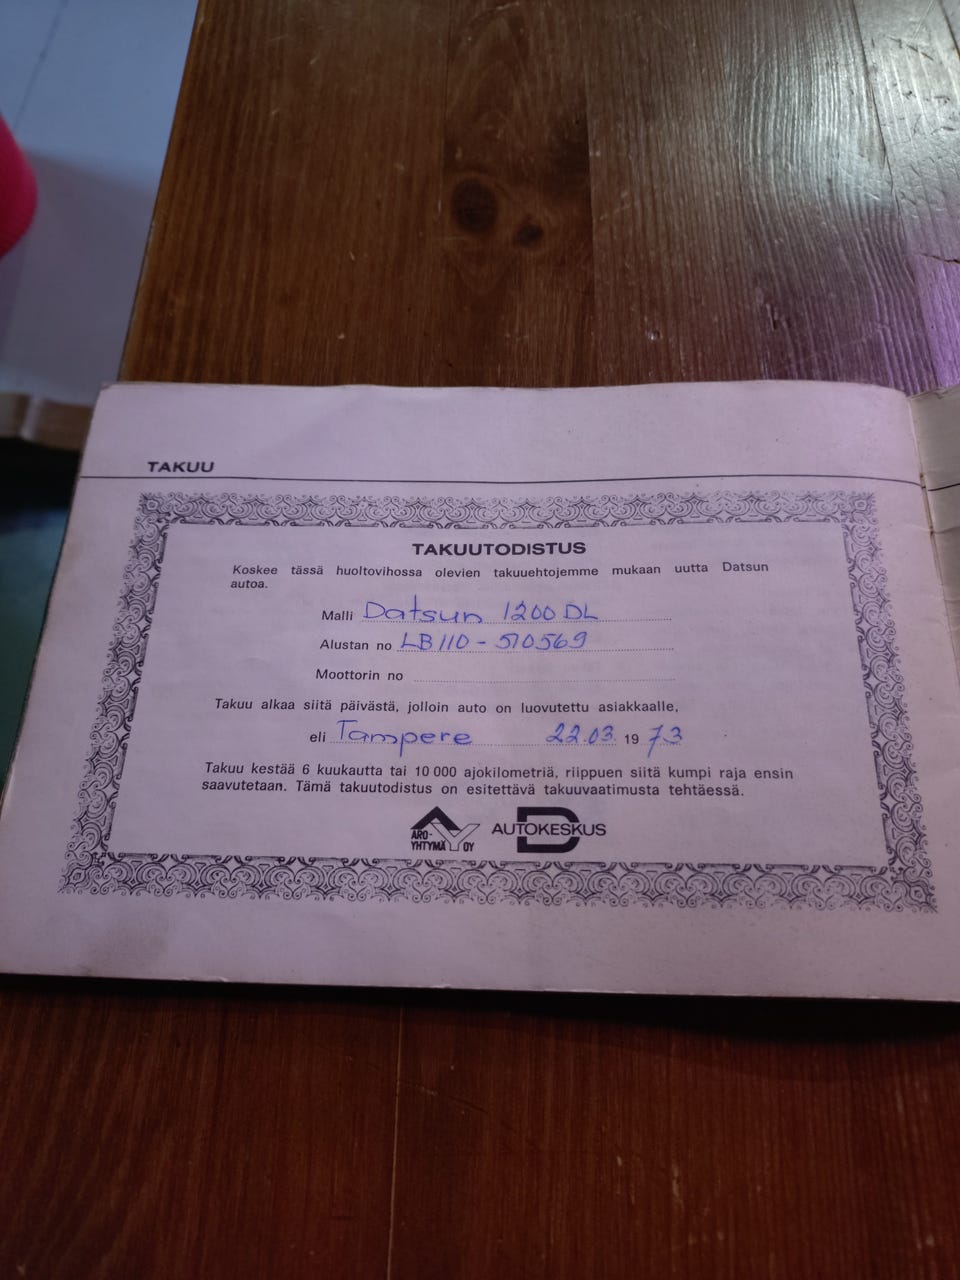 TAKUU
TAKUUTODISTUS
Koskee tässä huoltovihossa olevien takuuehtojemme mukaan uutta Datsun
autoa.
Malli Datsun 1200 DL
Alustan no LB110-510569
Moottorin no
Takuu alkaa siitä päivästä, jolloin auto on luovutettu asiakkaalle,
eli Tampere 22.03. 1973
Takuu kestää 6 kuukautta tai 10 000 ajokilometriä, riippuen siitä kumpi raja ensin
saavutetaan. Tämä takuutodistus on esitettävä takuuvaatimusta tehtäessä.
ARO-
YHTYMÄ OY
AUTOKESKUS